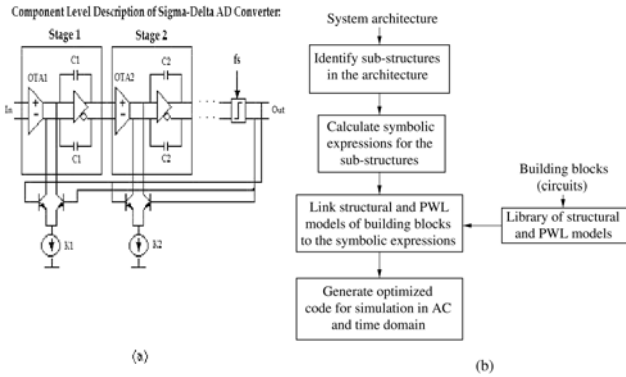 Component Level Description of Sigma-Delta AD Converter:
Stage 1
Stage 2
C1
C2
fs
OTA1
OTA2
In
Out
C1
C2
(a)
System architecture
Identify sub-structures
in the architecture
Calculate symbolic
expressions for the
sub-structures
Building blocks
(circuits)
Link structural and PWL
models of building blocks
to the symbolic expressions
Library of structural
and PWL models
Generate optimized
code for simulation in AC
and time domain
(b)